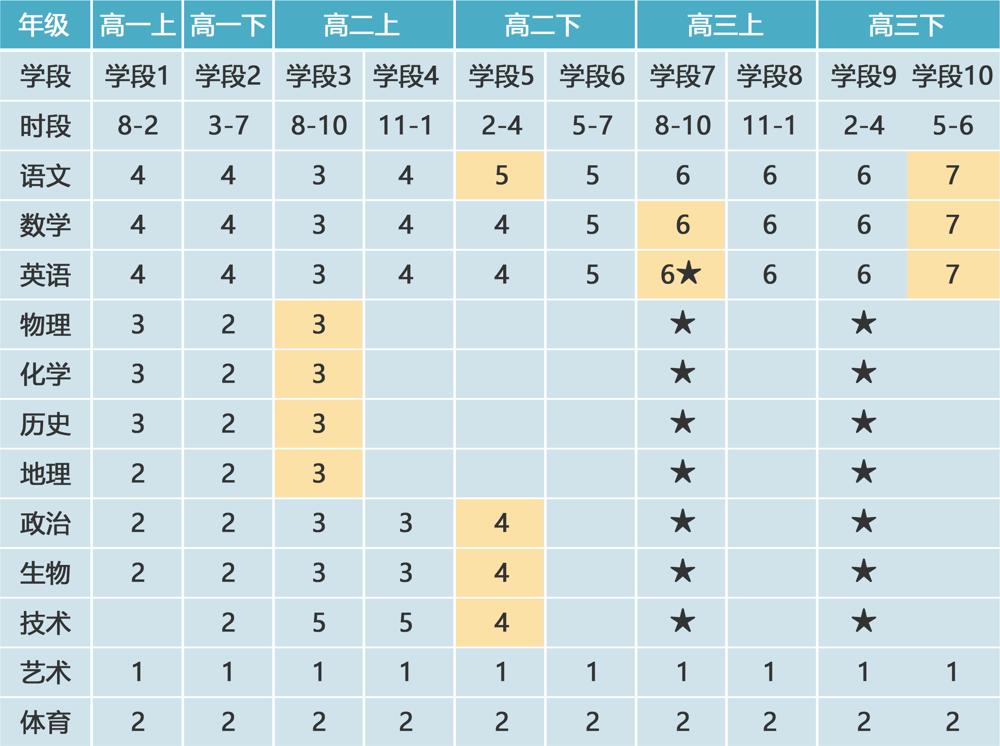 年级 高一上 高一下 高二上 高二下 高三上 高三下
学段 学段1 学段2 学段3 学段4 学段5 学段6 学段7 学段8 学段9 学段10
时段 8-2 3-7 8-10 11-1 2-4 5-7 8-10 11-1 2-4 5-6
语文 4 4 3 4 5 5 6 6 6 7
数学 4 4 3 4 4 5 6 6 6 7
英语 4 4 3 4 4 5 6★ 6 6 7
物理 3 2 3 ★ ★
化学 3 2 3 ★ ★
历史 3 2 3 ★ ★
地理 2 2 3 ★ ★
政治 2 2 3 3 4 ★ ★
生物 2 2 3 3 4 ★ ★
技术 2 5 5 4 ★ ★
艺术 1 1 1 1 1 1 1 1 1 1
体育 2 2 2 2 2 2 2 2 2 2